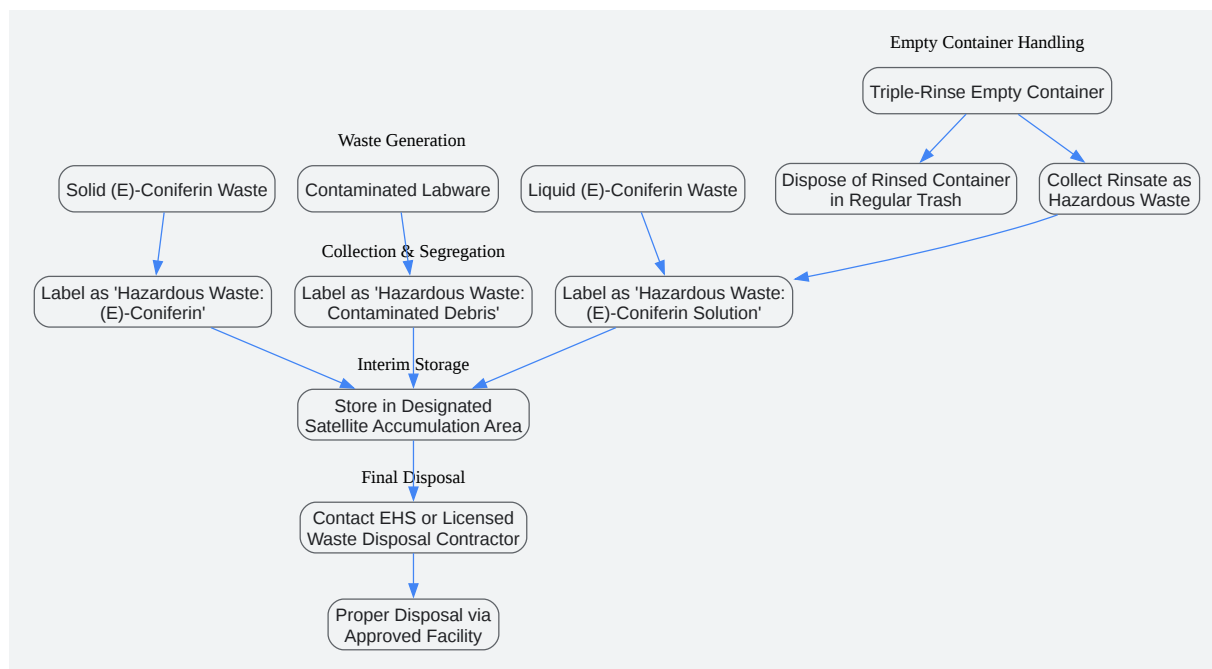 Empty Container Handling
Triple-Rinse Empty Container
Waste Generation
Solid (E)-Coniferin Waste
Contaminated Labware
Liquid (E)-Coniferin Waste
Dispose of Rinsed Container
in Regular Trash
Collect Rinsate as
Hazardous Waste
Collection & Segregation
Label as 'Hazardous Waste:
(E)-Coniferin'
Label as 'Hazardous Waste:
Contaminated Debris'
Label as 'Hazardous Waste:
(E)-Coniferin Solution'
Interim Storage
Store in Designated
Satellite Accumulation Area
Final Disposal
Contact EHS or Licensed
Waste Disposal Contractor
Proper Disposal via
Approved Facility